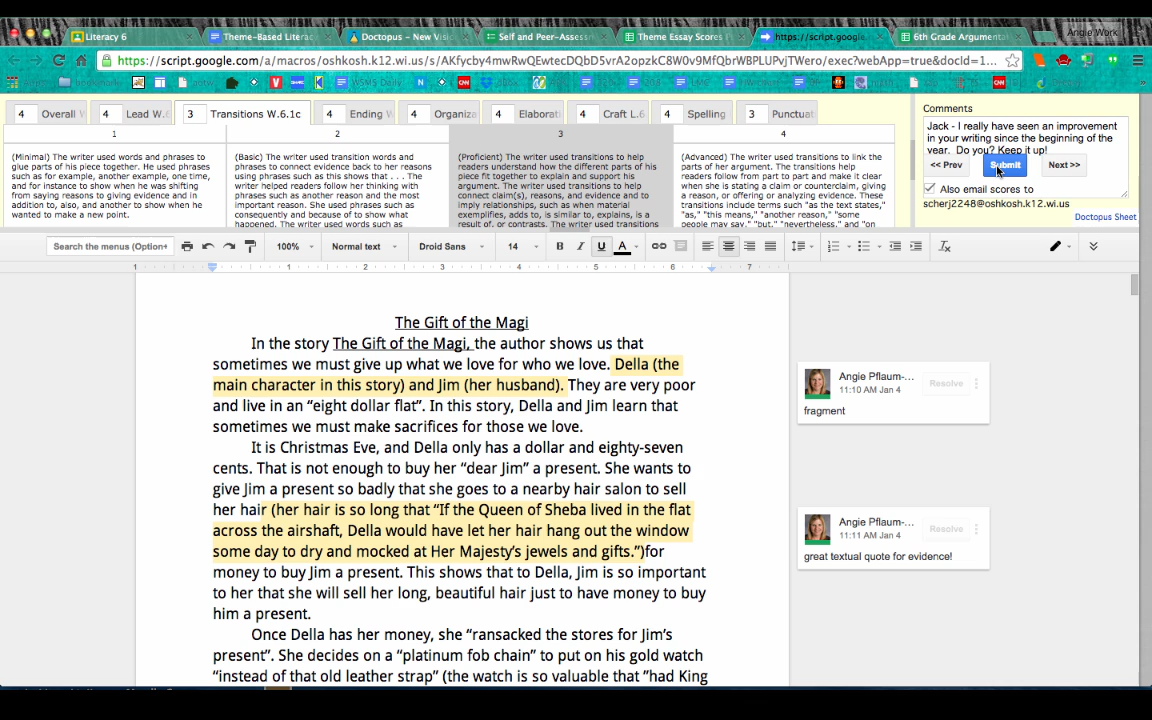 Literacy 6
Theme-Based Literac
Doctopus - New Visi
Self and Peer-Assess
Theme Essay Scores
https://script.google.
6th Grade Argumenta
Angie Work
https://script.google.com/a/macros/oshkosh.k12.wi.us/s/AKfycby4mwRwQEwtecDQbD5vrA2opzkC8W0v9MfQbrWBPLUPvjTWero/exec?webApp=true&docId=1...
WSMS Daily
4 Overall W
4 Lead W.
3 Transitions W.6.1c
4 Ending W
4 Organiza
4 Elaborati
4 Craft L.6
4 Spelling
3 Punctuat
1
2
3
4
(Minimal) The writer used words and phrases to
glue parts of his piece together. He used phrases
such as for example, another example, one time,
and for instance to show when he was shifting
from saying reasons to giving evidence and in
addition to, also, and another to show when he
wanted to make a new point.
(Basic) The writer used transition words and
phrases to connect evidence back to her reasons
using phrases such as this shows that . . . The
writer helped readers follow her thinking with
phrases such as another reason and the most
important reason. She used phrases such as
consequently and because of to show what
happened. The writer used words such as
(Proficient) The writer used transitions to help
readers understand how the different parts of his
piece fit together to explain and support his
argument. The writer used transitions to help
connect claim(s), reasons, and evidence and to
imply relationships, such as when material
exemplifies, adds to, is similar to, explains, is a
result of, or contrasts. The writer used transitions
(Advanced) The writer used transitions to link the
parts of her argument. The transitions help
readers follow from part to part and make it clear
when she is stating a claim or counterclaim, giving
a reason, or offering or analyzing evidence. These
transitions include terms such as "as the text states,"
"as," "this means," "another reason," "some
people may say," "but," "nevertheless," and "on
Comments
Jack - I really have seen an improvement
in your writing since the beginning of the
year. Do you? Keep it up!
<< Prev
Submit
Next >>
Also email scores to
scherj2248@oshkosh.k12.wi.us
Doctopus Sheet
Search the menus (Option+
100%
Normal text
Droid Sans
14
B
I
U
A
1 1 2 3 4 5 6 7
The Gift of the Magi
In the story The Gift of the Magi, the author shows us that
sometimes we must give up what we love for who we love. Della (the
main character in this story) and Jim (her husband). They are very poor
and live in an “eight dollar flat”. In this story, Della and Jim learn that
sometimes we must make sacrifices for those we love.
It is Christmas Eve, and Della only has a dollar and eighty-seven
cents. That is not enough to buy her “dear Jim” a present. She wants to
give Jim a present so badly that she goes to a nearby hair salon to sell
her hair (her hair is so long that “If the Queen of Sheba lived in the flat
across the airshaft, Della would have let her hair hang out the window
some day to dry and mocked at Her Majesty’s jewels and gifts.”)for
money to buy Jim a present. This shows that to Della, Jim is so important
to her that she will sell her long, beautiful hair just to have money to buy
him a present.
Once Della has her money, she “ransacked the stores for Jim’s
present”. She decides on a “platinum fob chain” to put on his gold watch
“instead of that old leather strap” (the watch is so valuable that ”had King
Angie Pflaum-...
11:10 AM Jan 4
Resolve
fragment
Angie Pflaum-...
11:11 AM Jan 4
Resolve
great textual quote for evidence!